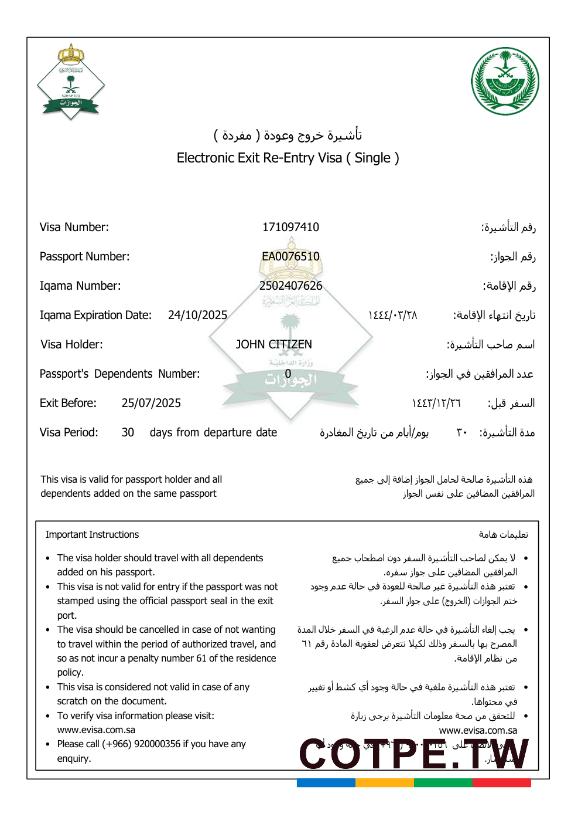 الجوازات
تأشيرة خروج وعودة ( مفردة )
Electronic Exit Re-Entry Visa ( Single )
Visa Number: 171097410 رقم التأشيرة:
Passport Number: EA0076510 رقم الجواز:
Iqama Number: 2502407626 رقم الإقامة:
Iqama Expiration Date: 24/10/2025 ١٤٤٤/٠٣/٢٨ تاريخ انتهاء الإقامة:
Visa Holder: JOHN CITIZEN اسم صاحب التأشيرة:
وزارة الداخلية
Passport's Dependents Number: 0 عدد المرافقين في الجواز:
الجوازات
Exit Before: 25/07/2025 ١٤٤٣/١٢/٢٦ السفر قبل:
Visa Period: 30 days from departure date يوم/أيام من تاريخ المغادرة ٣٠ مدة التأشيرة:
This visa is valid for passport holder and all
dependents added on the same passport
هذه التأشيرة صالحة لحامل الجواز إضافة إلى جميع
المرافقين المضافين على نفس الجواز
Important Instructions
• The visa holder should travel with all dependents
added on his passport.
• This visa is not valid for entry if the passport was not
stamped using the official passport seal in the exit
port.
• The visa should be cancelled in case of not wanting
to travel within the period of authorized travel, and
so as not incur a penalty number 61 of the residence
policy.
• This visa is considered not valid in case of any
scratch on the document.
• To verify visa information please visit:
www.evisa.com.sa
• Please call (+966) 920000356 if you have any
enquiry.
تعليمات هامة
• لا يمكن لصاحب التأشيرة السفر دون اصطحاب جميع
المرافقين المضافين على جواز سفره.
• تعتبر هذه التأشيرة غير صالحة للعودة في حالة عدم وجود
ختم الجوازات (الخروج) على جواز السفر.
• يجب إلغاء التأشيرة في حالة عدم الرغبة في السفر خلال المدة
المصرح بها بالسفر وذلك لكيلا تتعرض لعقوبة المادة رقم ٦١
من نظام الإقامة.
• تعتبر هذه التأشيرة ملغية في حالة وجود أي كشط أو تغيير
في محتواها.
• للتحقق من صحة معلومات التأشيرة يرجى زيارة
www.evisa.com.sa
COTPE.TW